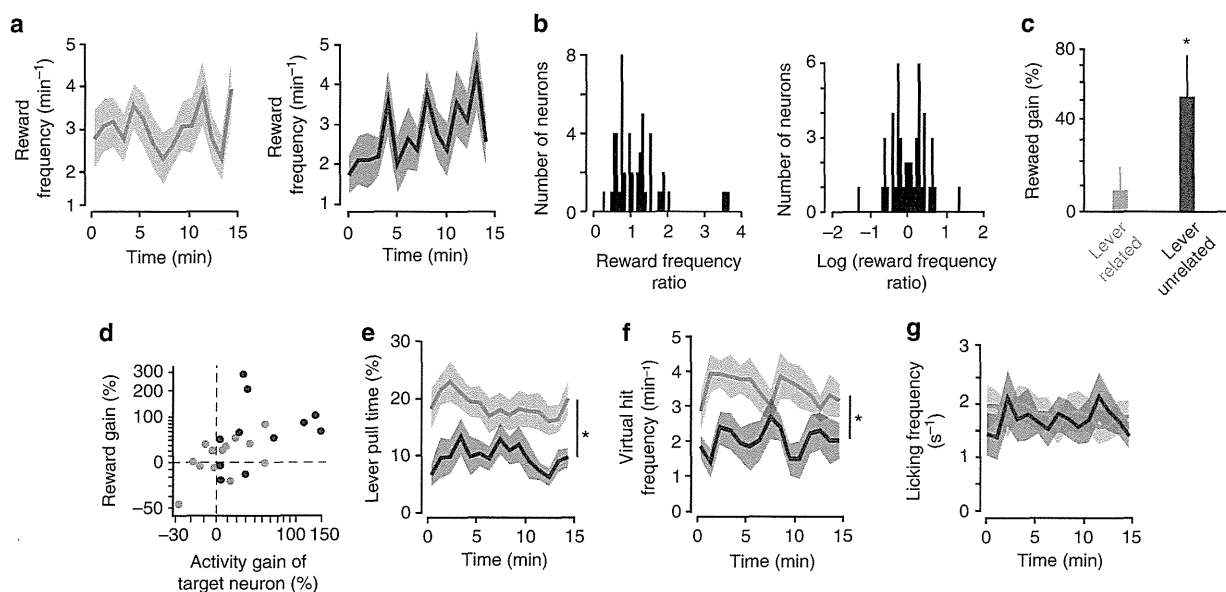 a
Reward frequency (min⁻¹)
5
4
3
2
1
0 5 10 15
Time (min)
Reward frequency (min⁻¹)
5
4
3
2
1
0 5 10 15
Time (min)
b
Number of neurons
8
4
0
0 1 2 3 4
Reward frequency
ratio
Number of neurons
8
6
4
2
0
−2 −1 0 1 2
Log (reward frequency
ratio)
c
Rewaed gain (%)
80
40
0
*
Lever
related
Lever
unrelated
d
Reward gain (%)
300
200
100
0
−50
−30 0 100 150
Activity gain of
target neuron (%)
e
Lever pull time (%)
30
20
10
0
*
0 5 10 15
Time (min)
f
Virtual hit
frequency (min⁻¹)
5
4
3
2
1
0
*
0 5 10 15
Time (min)
g
Licking frequency
(s⁻¹)
3
2
1
0
0 5 10 15
Time (min)